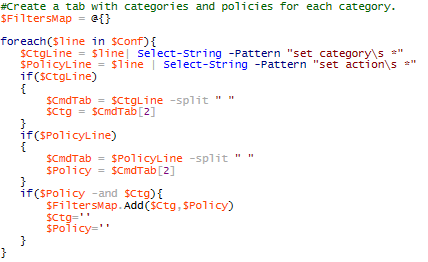 #Create a tab with categories and policies for each category.
$FiltersMap = @{}

foreach($line in $Conf){
   $CtgLine = $line| Select-String -Pattern "set category\s *"
   $PolicyLine = $line | Select-String -Pattern "set action\s *"
   if($CtgLine)
   {
       $CmdTab = $CtgLine -split " "
       $Ctg = $CmdTab[2]
   }
   if($PolicyLine)
   {
       $CmdTab = $PolicyLine -split " "
       $Policy = $CmdTab[2]
   }
   if($Policy -and $Ctg){
       $FiltersMap.Add($Ctg,$Policy)
       $Ctg=''
       $Policy=''
   }
}